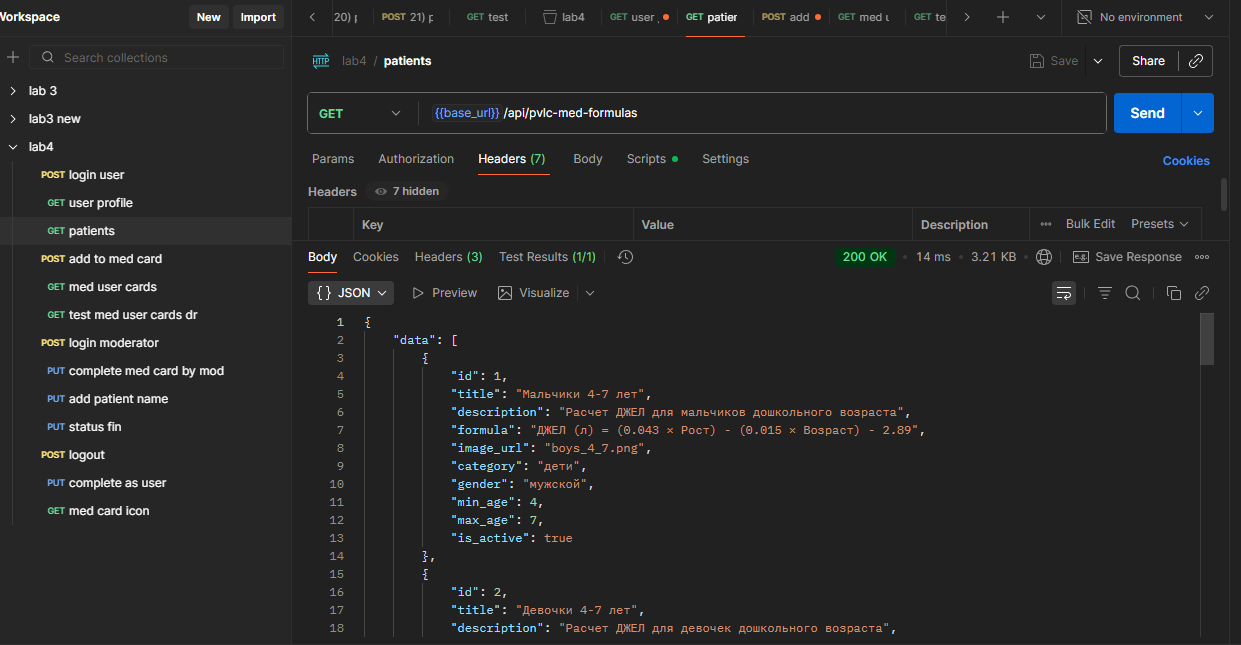 Workspace New Import
20) POST 21) GET test lab4 GET user GET patier POST add GET med GET te No environment
Search collections
lab4 / patients Save Share
lab 3
lab3 new
lab4
POST login user
GET user profile
GET patients
POST add to med card
GET med user cards
GET test med user cards dr
POST login moderator
PUT complete med card by mod
PUT add patient name
PUT status fin
POST logout
PUT complete as user
GET med card icon
GET {{base_url}} /api/pvlc-med-formulas Send
Params Authorization Headers (7) Body Scripts Settings Cookies
Headers 7 hidden
Key Value Description Bulk Edit Presets
Body Cookies Headers (3) Test Results (1/1) 200 OK 14 ms 3.21 KB e.g. Save Response
{} JSON Preview Visualize
1 {
2 "data": [
3 {
4 "id": 1,
5 "title": "Мальчики 4-7 лет",
6 "description": "Расчет ДЖЕЛ для мальчиков дошкольного возраста",
7 "formula": "ДЖЕЛ (л) = (0.043 × Рост) - (0.015 × Возраст) - 2.89",
8 "image_url": "boys_4_7.png",
9 "category": "дети",
10 "gender": "мужской",
11 "min_age": 4,
12 "max_age": 7,
13 "is_active": true
14 },
15 {
16 "id": 2,
17 "title": "Девочки 4-7 лет",
18 "description": "Расчет ДЖЕЛ для девочек дошкольного возраста",